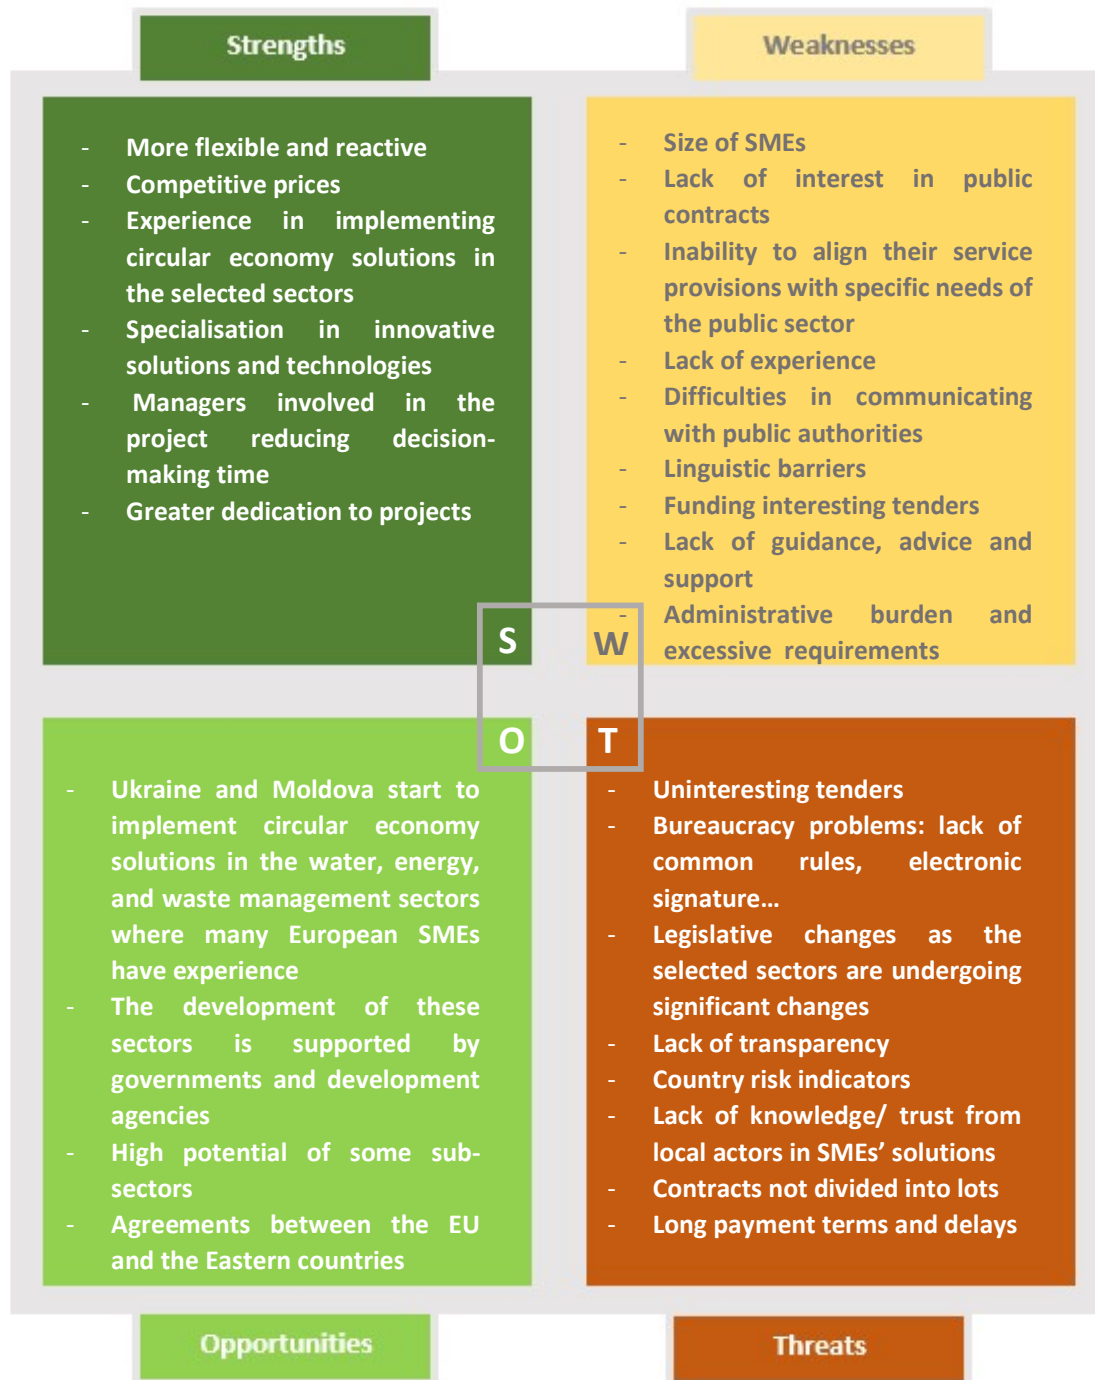 Strengths
- More flexible and reactive
- Competitive prices
- Experience in implementing
circular economy solutions in
the selected sectors
- Specialisation in innovative
solutions and technologies
- Managers involved in the
project reducing decision-
making time
- Greater dedication to projects
S
Weaknesses
- Size of SMEs
- Lack of interest in public
contracts
- Inability to align their service
provisions with specific needs of
the public sector
- Lack of experience
- Difficulties in communicating
with public authorities
- Linguistic barriers
- Funding interesting tenders
- Lack of guidance, advice and
support
- Administrative burden and
excessive requirements
W
O
- Ukraine and Moldova start to
implement circular economy
solutions in the water, energy,
and waste management sectors
where many European SMEs
have experience
- The development of these
sectors is supported by
governments and development
agencies
- High potential of some sub-
sectors
- Agreements between the EU
and the Eastern countries
Opportunities
T
- Uninteresting tenders
- Bureaucracy problems: lack of
common rules, electronic
signature…
- Legislative changes as the
selected sectors are undergoing
significant changes
- Lack of transparency
- Country risk indicators
- Lack of knowledge/ trust from
local actors in SMEs’ solutions
- Contracts not divided into lots
- Long payment terms and delays
Threats